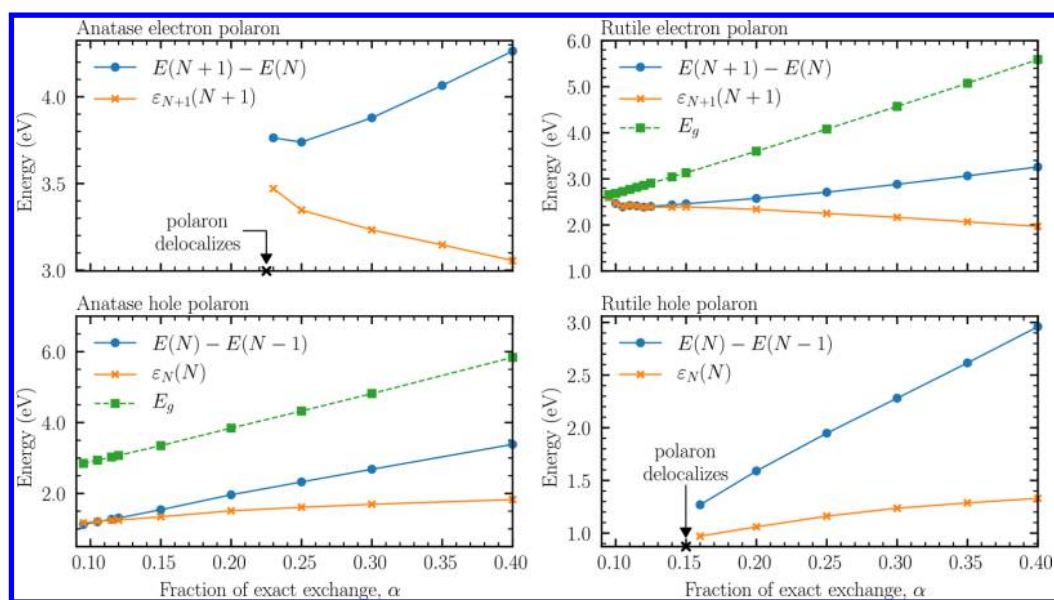 Anatase electron polaron
E(N + 1) − E(N)
ε_{N+1}(N + 1)
polaron
delocalizes
Energy (eV)
4.0
3.5
3.0
Rutile electron polaron
E(N + 1) − E(N)
ε_{N+1}(N + 1)
E_g
Energy (eV)
6.0
5.0
4.0
3.0
2.0
1.0
Anatase hole polaron
E(N) − E(N − 1)
ε_N(N)
E_g
Energy (eV)
6.0
4.0
2.0
0.10 0.15 0.20 0.25 0.30 0.35 0.40
Fraction of exact exchange, α
Rutile hole polaron
E(N) − E(N − 1)
ε_N(N)
polaron
delocalizes
Energy (eV)
3.0
2.5
2.0
1.5
1.0
0.10 0.15 0.20 0.25 0.30 0.35 0.40
Fraction of exact exchange, α